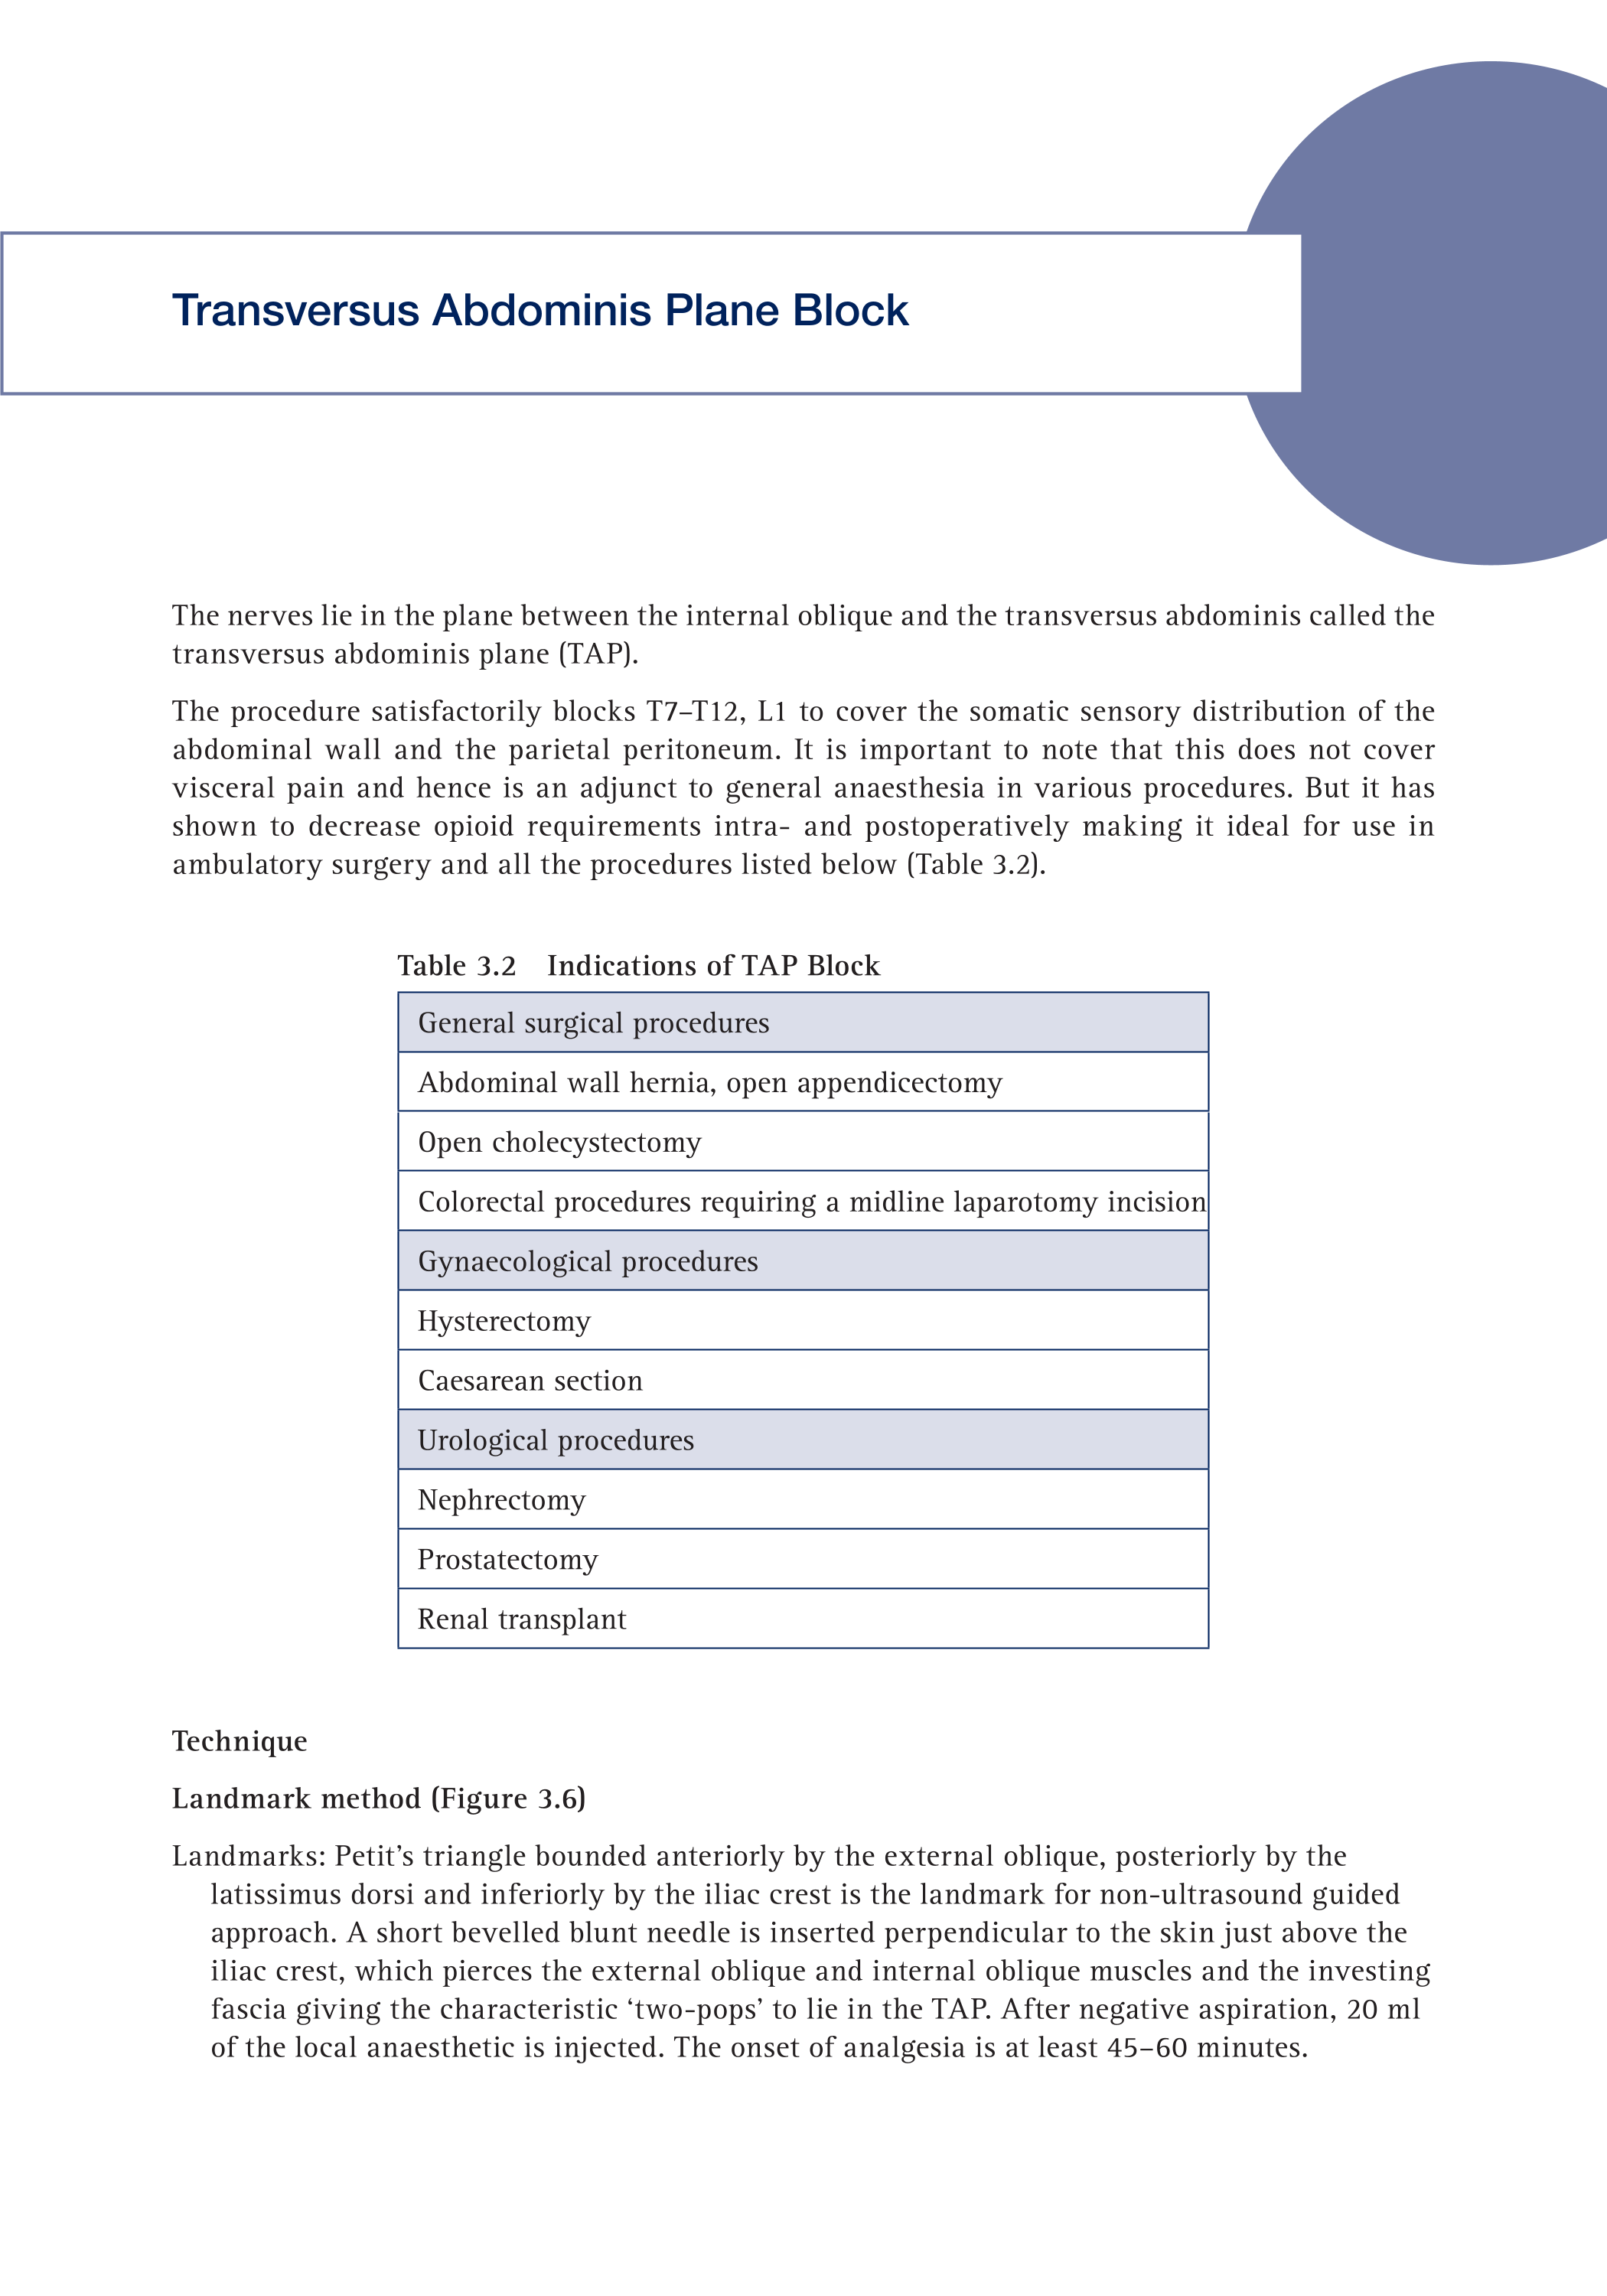 Transversus Abdominis Plane Block
The nerves lie in the plane between the internal oblique and the transversus abdominis called the
transversus abdominis plane (TAP).
The procedure satisfactorily blocks T7–T12, L1 to cover the somatic sensory distribution of the
abdominal wall and the parietal peritoneum. It is important to note that this does not cover
visceral pain and hence is an adjunct to general anaesthesia in various procedures. But it has
shown to decrease opioid requirements intra- and postoperatively making it ideal for use in
ambulatory surgery and all the procedures listed below (Table 3.2).
Table 3.2 Indications of TAP Block
General surgical procedures
Abdominal wall hernia, open appendicectomy
Open cholecystectomy
Colorectal procedures requiring a midline laparotomy incision
Gynaecological procedures
Hysterectomy
Caesarean section
Urological procedures
Nephrectomy
Prostatectomy
Renal transplant
Technique
Landmark method (Figure 3.6)
Landmarks: Petit’s triangle bounded anteriorly by the external oblique, posteriorly by the
latissimus dorsi and inferiorly by the iliac crest is the landmark for non-ultrasound guided
approach. A short bevelled blunt needle is inserted perpendicular to the skin just above the
iliac crest, which pierces the external oblique and internal oblique muscles and the investing
fascia giving the characteristic ‘two-pops’ to lie in the TAP. After negative aspiration, 20 ml
of the local anaesthetic is injected. The onset of analgesia is at least 45–60 minutes.